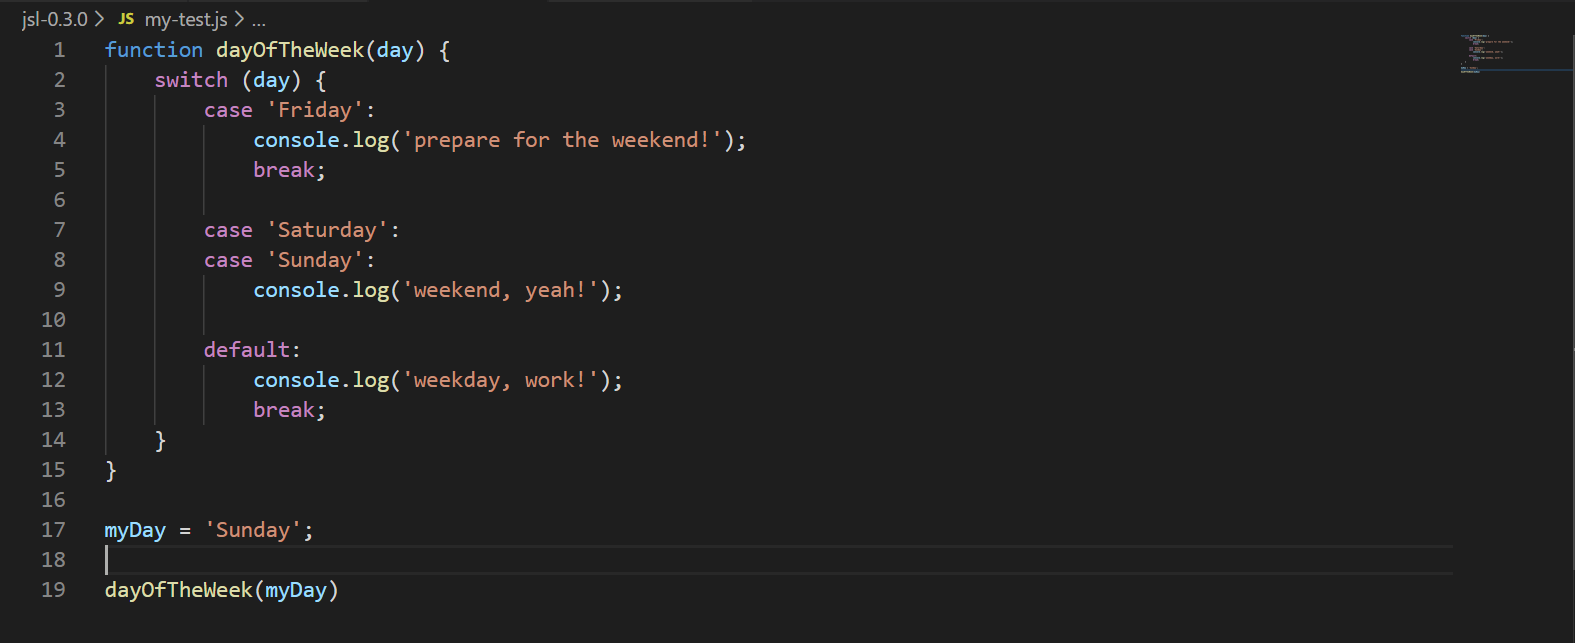 jsl-0.3.0 > JS my-test.js > ...
1 function dayOfTheWeek(day) {
2     switch (day) {
3         case 'Friday':
4             console.log('prepare for the weekend!');
5             break;
6
7         case 'Saturday':
8         case 'Sunday':
9             console.log('weekend, yeah!');
10
11         default:
12             console.log('weekday, work!');
13             break;
14     }
15 }
16
17 myDay = 'Sunday';
18
19 dayOfTheWeek(myDay)